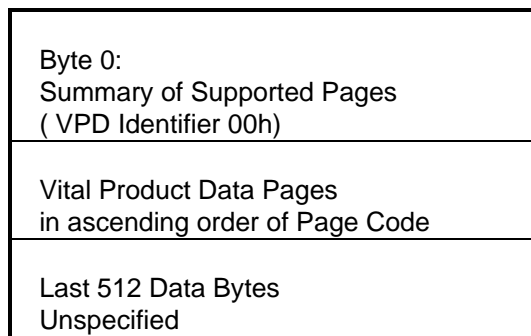 Byte 0:
Summary of Supported Pages
( VPD Identifier 00h)
Vital Product Data Pages
in ascending order of Page Code
Last 512 Data Bytes
Unspecified